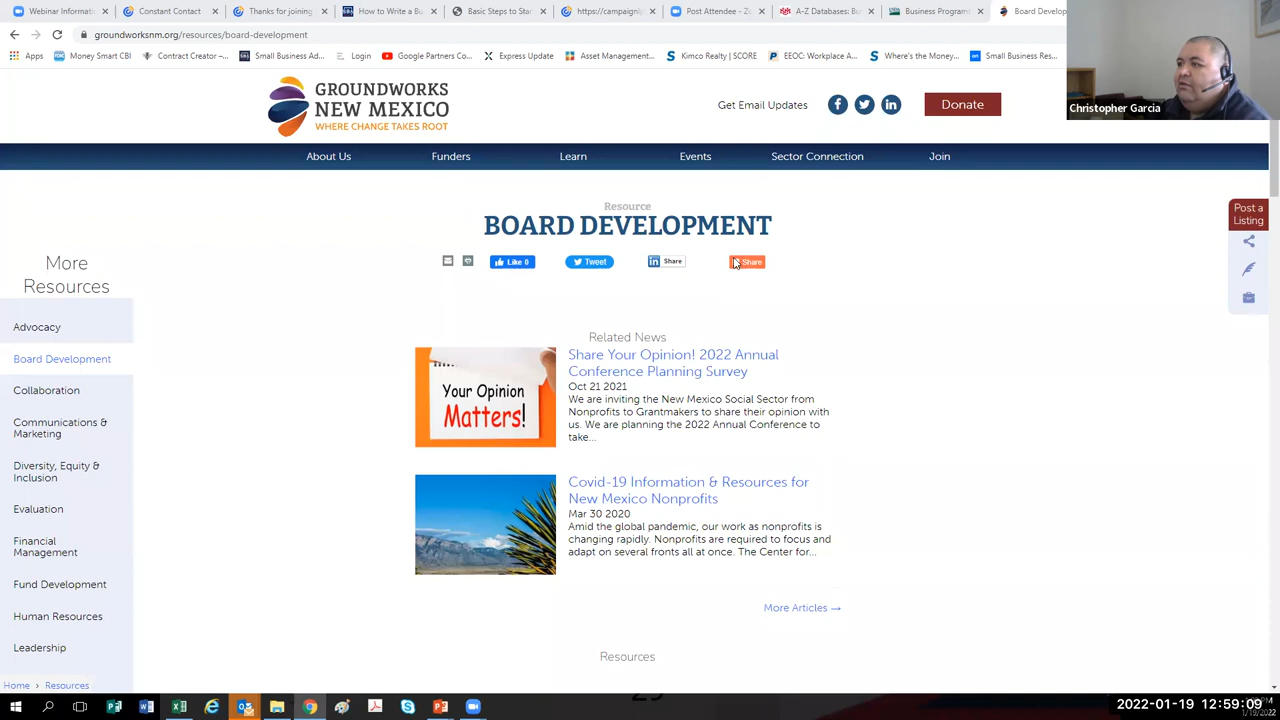 Webinar Informati
Constant Contact
Thanks for joining
How to Write a Bu
Basic Steps to Star
https://campaignlp
Post Attendee - Zo
A-Z Databases: Bu
Business Program
Board Develop
groundworksnm.org/resources/board-development
Apps
Money Smart CBI
Contract Creator –...
Small Business Ad...
Login
Google Partners Co...
Express Update
Asset Management...
Kimco Realty | SCORE
EEOC: Workplace A...
Where's the Money...
Small Business Res...
Christopher Garcia
GROUNDWORKS
NEW MEXICO
WHERE CHANGE TAKES ROOT
Get Email Updates
Donate
About Us
Funders
Learn
Events
Sector Connection
Join
Post a
Listing
Resource
BOARD DEVELOPMENT
Like 0
Tweet
Share
Share
More
Resources
Advocacy
Board Development
Collaboration
Communications &
Marketing
Diversity, Equity &
Inclusion
Evaluation
Financial
Management
Fund Development
Human Resources
Leadership
Home › Resources
Related News
Your Opinion
Matters!
Share Your Opinion! 2022 Annual
Conference Planning Survey
Oct 21 2021
We are inviting the New Mexico Social Sector from
Nonprofits to Grantmakers to share their opinion with
us. We are planning the 2022 Annual Conference to
take...
Covid-19 Information & Resources for
New Mexico Nonprofits
Mar 30 2020
Amid the global pandemic, our work as nonprofits is
changing rapidly. Nonprofits are required to focus and
adapt on several fronts all at once. The Center for...
More Articles →
Resources
2022-01-19 12:59:09
1/19/2022